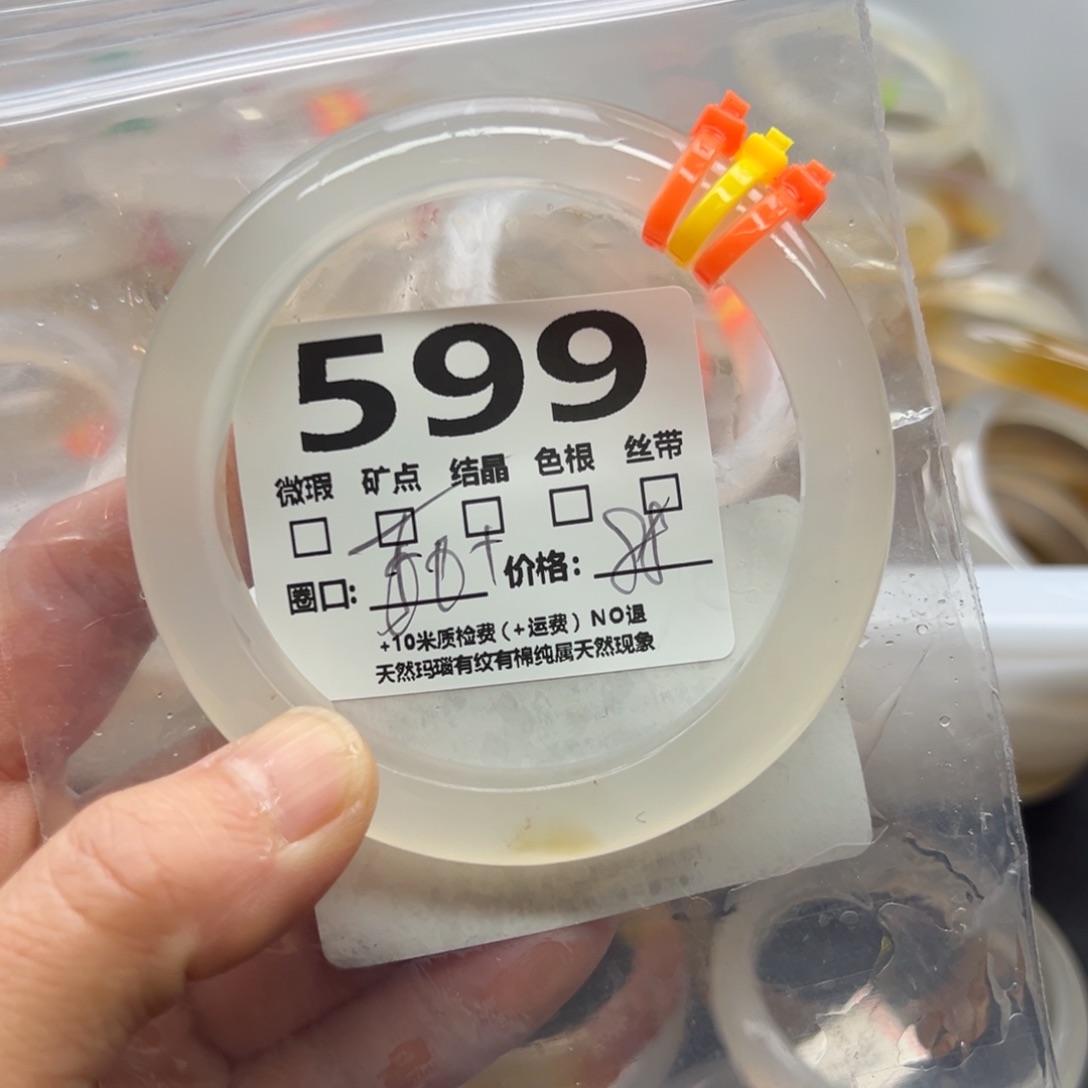 599
微瑕 矿点 结晶 色根 丝带
圈口: 价格:
+10米质检费(+运费)NO退
天然玛瑙有纹有棉纯属天然现象